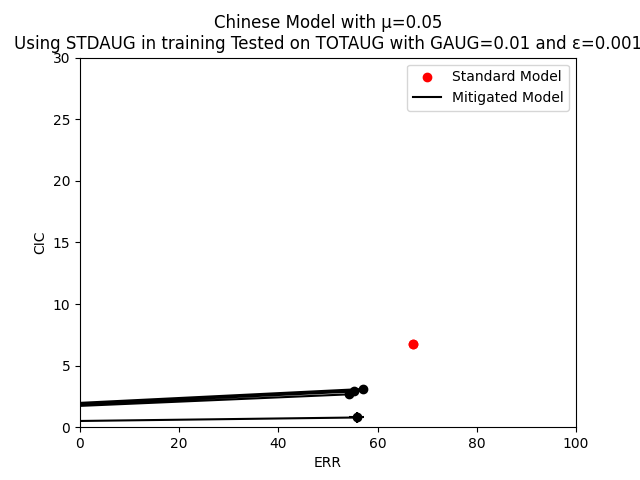 Chinese Model with μ=0.05
Using STDAUG in training Tested on TOTAUG with GAUG=0.01 and ε=0.001
30
25
20
15
10
5
0
CIC
Standard Model
Mitigated Model
0 20 40 60 80 100
ERR